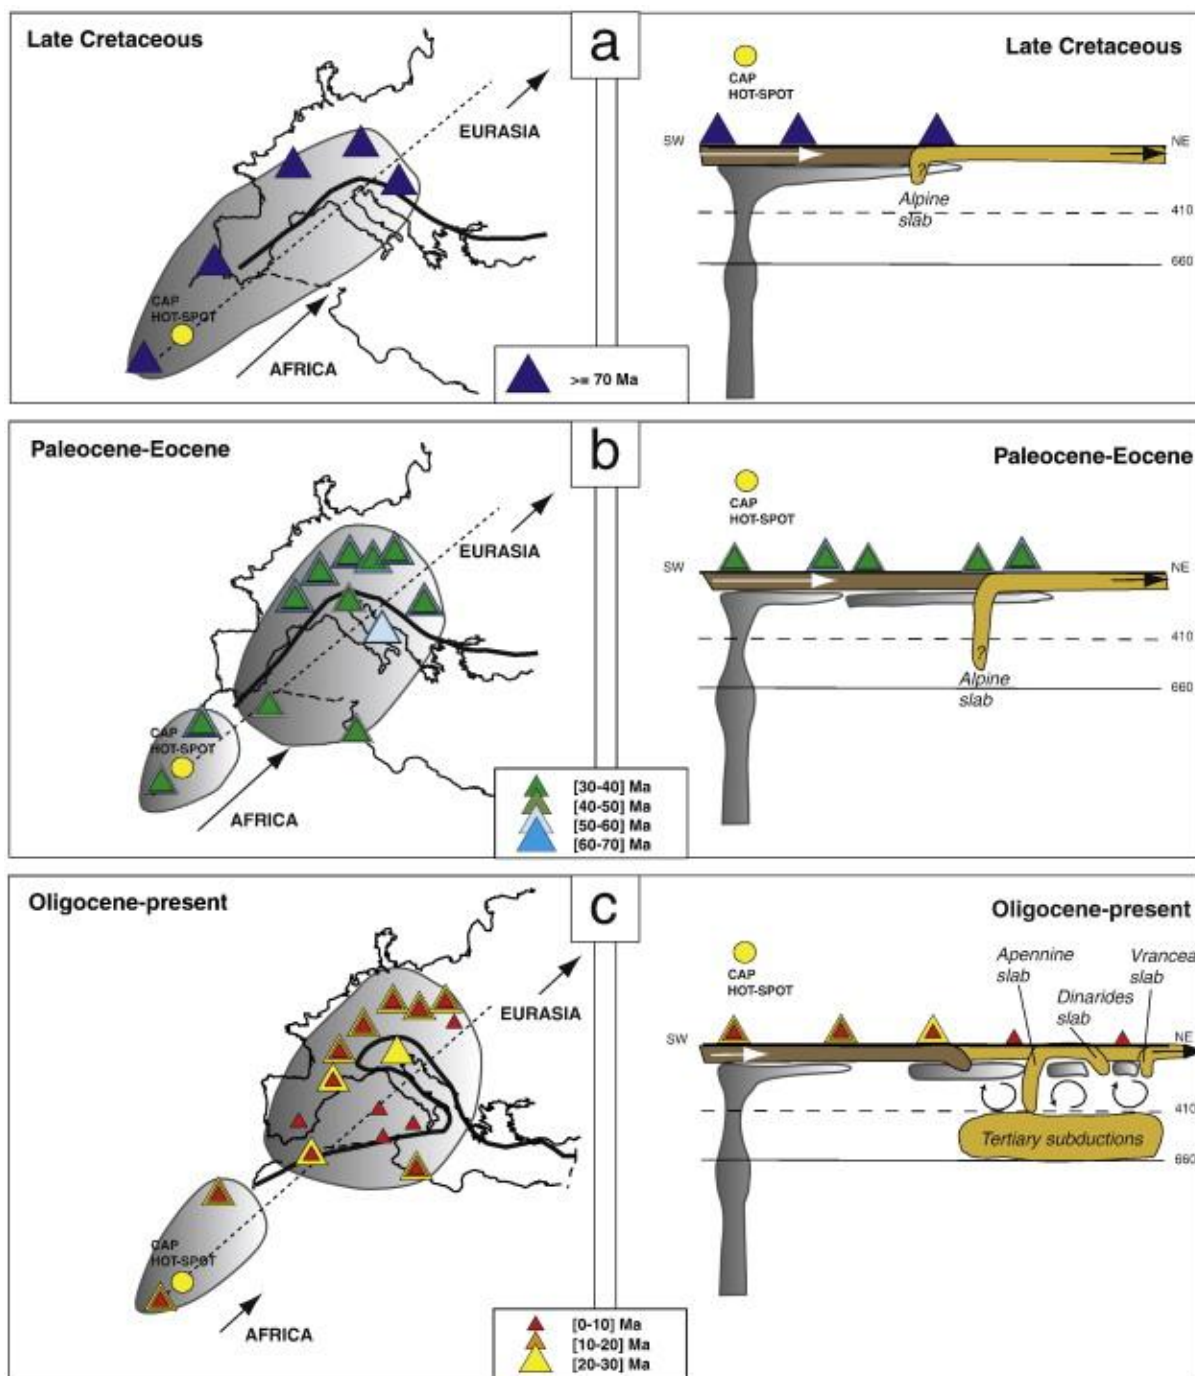 Late Cretaceous
a
Late Cretaceous
CAP
HOT-SPOT
EURASIA
SW
NE
?
Alpine
slab
410
660
CAP
HOT-SPOT
AFRICA
>= 70 Ma
Paleocene-Eocene
b
Paleocene-Eocene
CAP
HOT-SPOT
EURASIA
SW
NE
410
?
Alpine
slab
660
CAP
HOT-SPOT
AFRICA
[30-40] Ma
[40-50] Ma
[50-60] Ma
[60-70] Ma
Oligocene-present
c
Oligocene-present
CAP
HOT-SPOT
Apennine
slab
Vrancea
slab
Dinarides
slab
EURASIA
SW
NE
410
Tertiary subductions
660
CAP
HOT-SPOT
AFRICA
[0-10] Ma
[10-20] Ma
[20-30] Ma